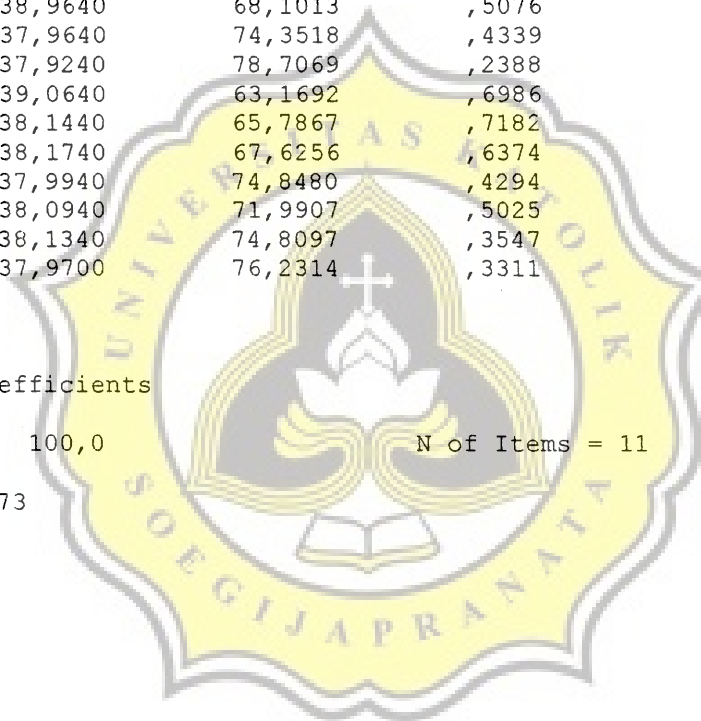 38,9640 68,1013 ,5076
37,9640 74,3518 ,4339
37,9240 78,7069 ,2388
39,0640 63,1692 ,6986
38,1440 65,7867 ,7182
38,1740 67,6256 ,6374
37,9940 74,8480 ,4294
38,0940 71,9907 ,5025
38,1340 74,8097 ,3547
37,9700 76,2314 ,3311
efficients
100,0 N of Items = 11
73
UNIVERSITAS KATOLIK
SOEGIJAPRANATA